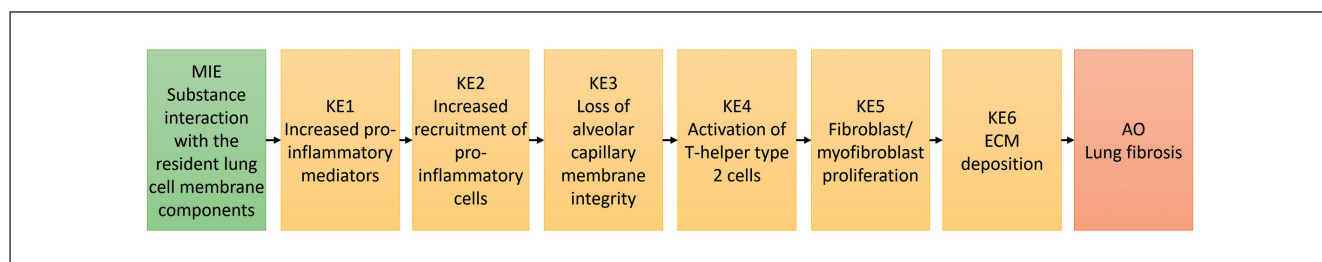 MIE
Substance
interaction
with the
resident lung
cell membrane
components
KE1
Increased pro-
inflammatory
mediators
KE2
Increased
recruitment of
pro-
inflammatory
cells
KE3
Loss of
alveolar
capillary
membrane
integrity
KE4
Activation of
T-helper type
2 cells
KE5
Fibroblast/
myofibroblast
proliferation
KE6
ECM
deposition
AO
Lung fibrosis